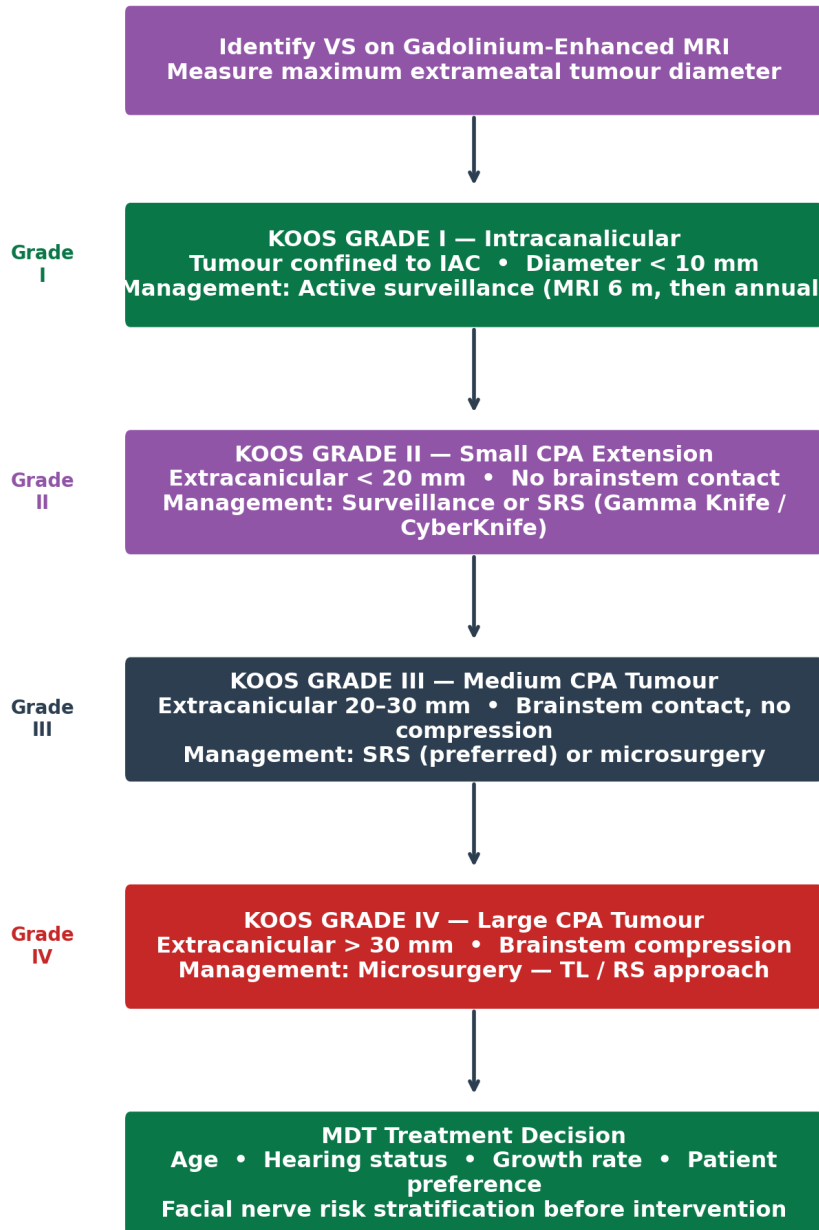 Identify VS on Gadolinium-Enhanced MRI
Measure maximum extrameatal tumour diameter
Grade
I
KOOS GRADE I — Intracanalicular
Tumour confined to IAC • Diameter < 10 mm
Management: Active surveillance (MRI 6 m, then annual
Grade
II
KOOS GRADE II — Small CPA Extension
Extracanicular < 20 mm • No brainstem contact
Management: Surveillance or SRS (Gamma Knife /
CyberKnife)
Grade
III
KOOS GRADE III — Medium CPA Tumour
Extracanicular 20–30 mm • Brainstem contact, no
compression
Management: SRS (preferred) or microsurgery
Grade
IV
KOOS GRADE IV — Large CPA Tumour
Extracanicular > 30 mm • Brainstem compression
Management: Microsurgery — TL / RS approach
MDT Treatment Decision
Age • Hearing status • Growth rate • Patient
preference
Facial nerve risk stratification before intervention